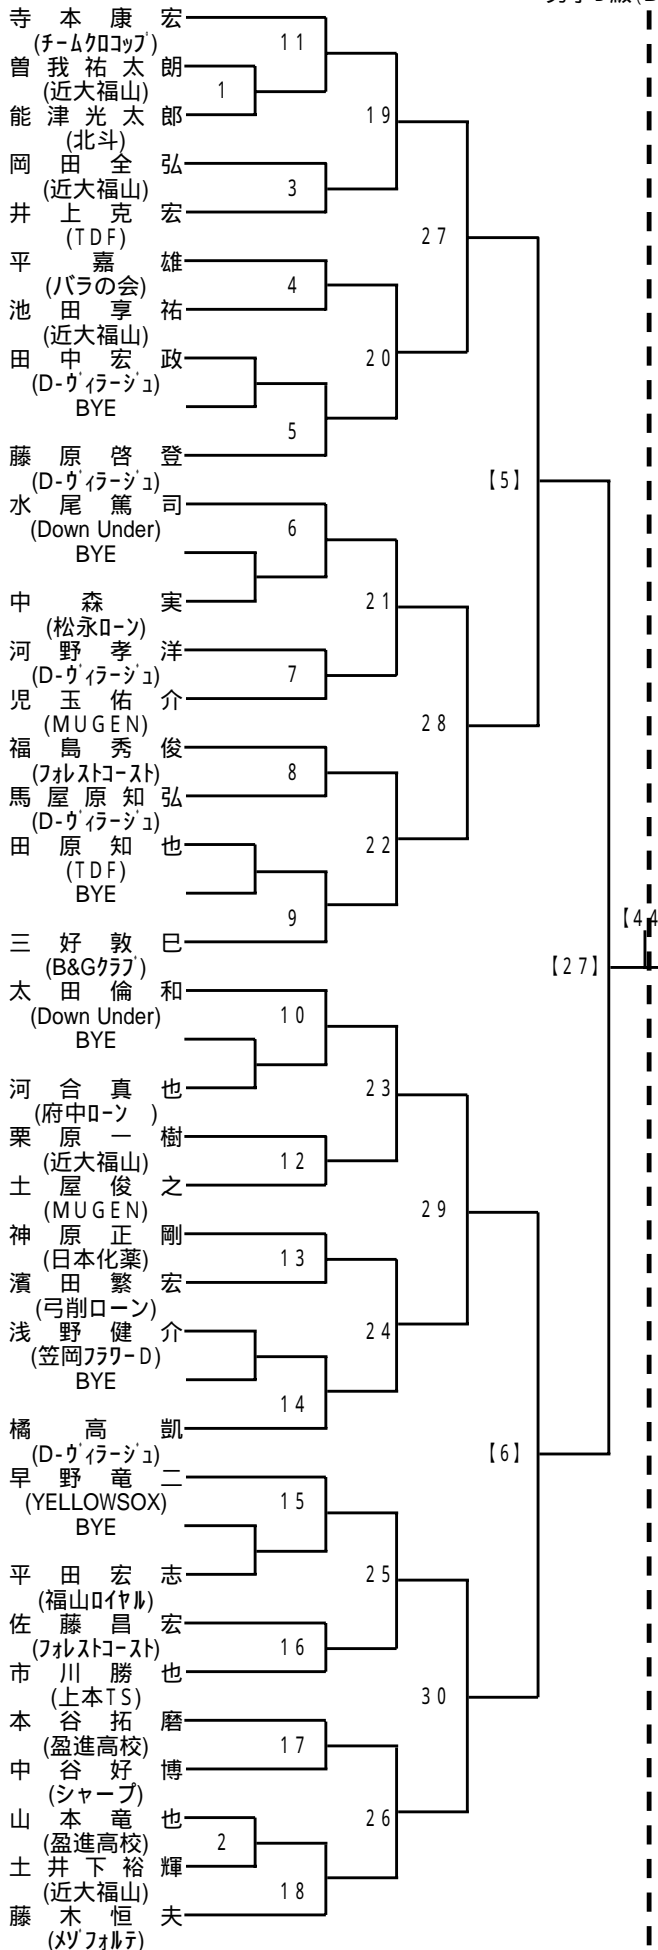 寺本康宏
(チームクロコップ)
11
曽我祐太朗
(近大福山)
1
能津光太郎
(北斗)
19
岡田全弘
(近大福山)
3
井上克宏
(TDF)
27
平嘉雄
(バラの会)
4
池田享祐
(近大福山)
20
田中宏政
(D-ヴィラージュ)
BYE
5
藤原啓登
(D-ヴィラージュ)
【5】
水尾篤司
(Down Under)
6
BYE
中森実
(松永ローン)
21
河野孝洋
(D-ヴィラージュ)
7
児玉佑介
(MUGEN)
28
福島秀俊
(フォレストコースト)
8
馬屋原知弘
(D-ヴィラージュ)
22
田原知也
(TDF)
BYE
9
三好敦巳
(B&Gクラブ)
【27】
【44
太田倫和
(Down Under)
10
BYE
河合真也
(府中ローン )
23
栗原一樹
(近大福山)
12
土屋俊之
(MUGEN)
29
神原正剛
(日本化薬)
13
濱田繁宏
(弓削ローン)
24
浅野健介
(笠岡フラワーD)
BYE
14
橘高凱
(D-ヴィラージュ)
【6】
早野竜二
(YELLOWSOX)
15
BYE
平田宏志
(福山ロイヤル)
25
佐藤昌宏
(フォレストコースト)
16
市川勝也
(上本TS)
30
本谷拓磨
(盈進高校)
17
中谷好博
(シャープ)
26
山本竜也
(盈進高校)
2
土井下裕輝
(近大福山)
18
藤木恒夫
(メゾフォルテ)